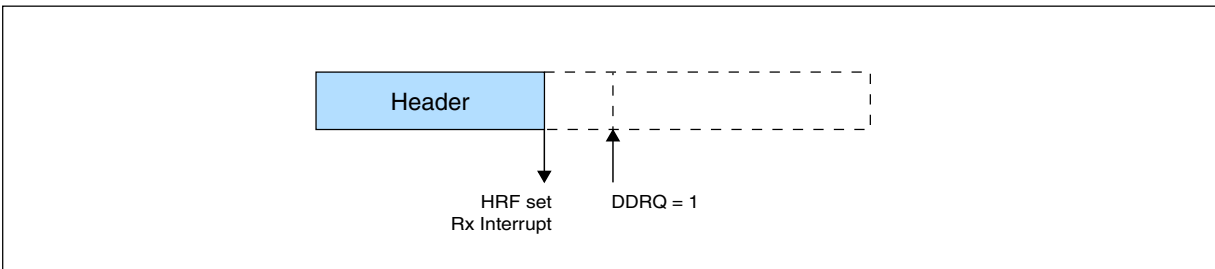 Header
HRF set
Rx Interrupt
DDRQ = 1